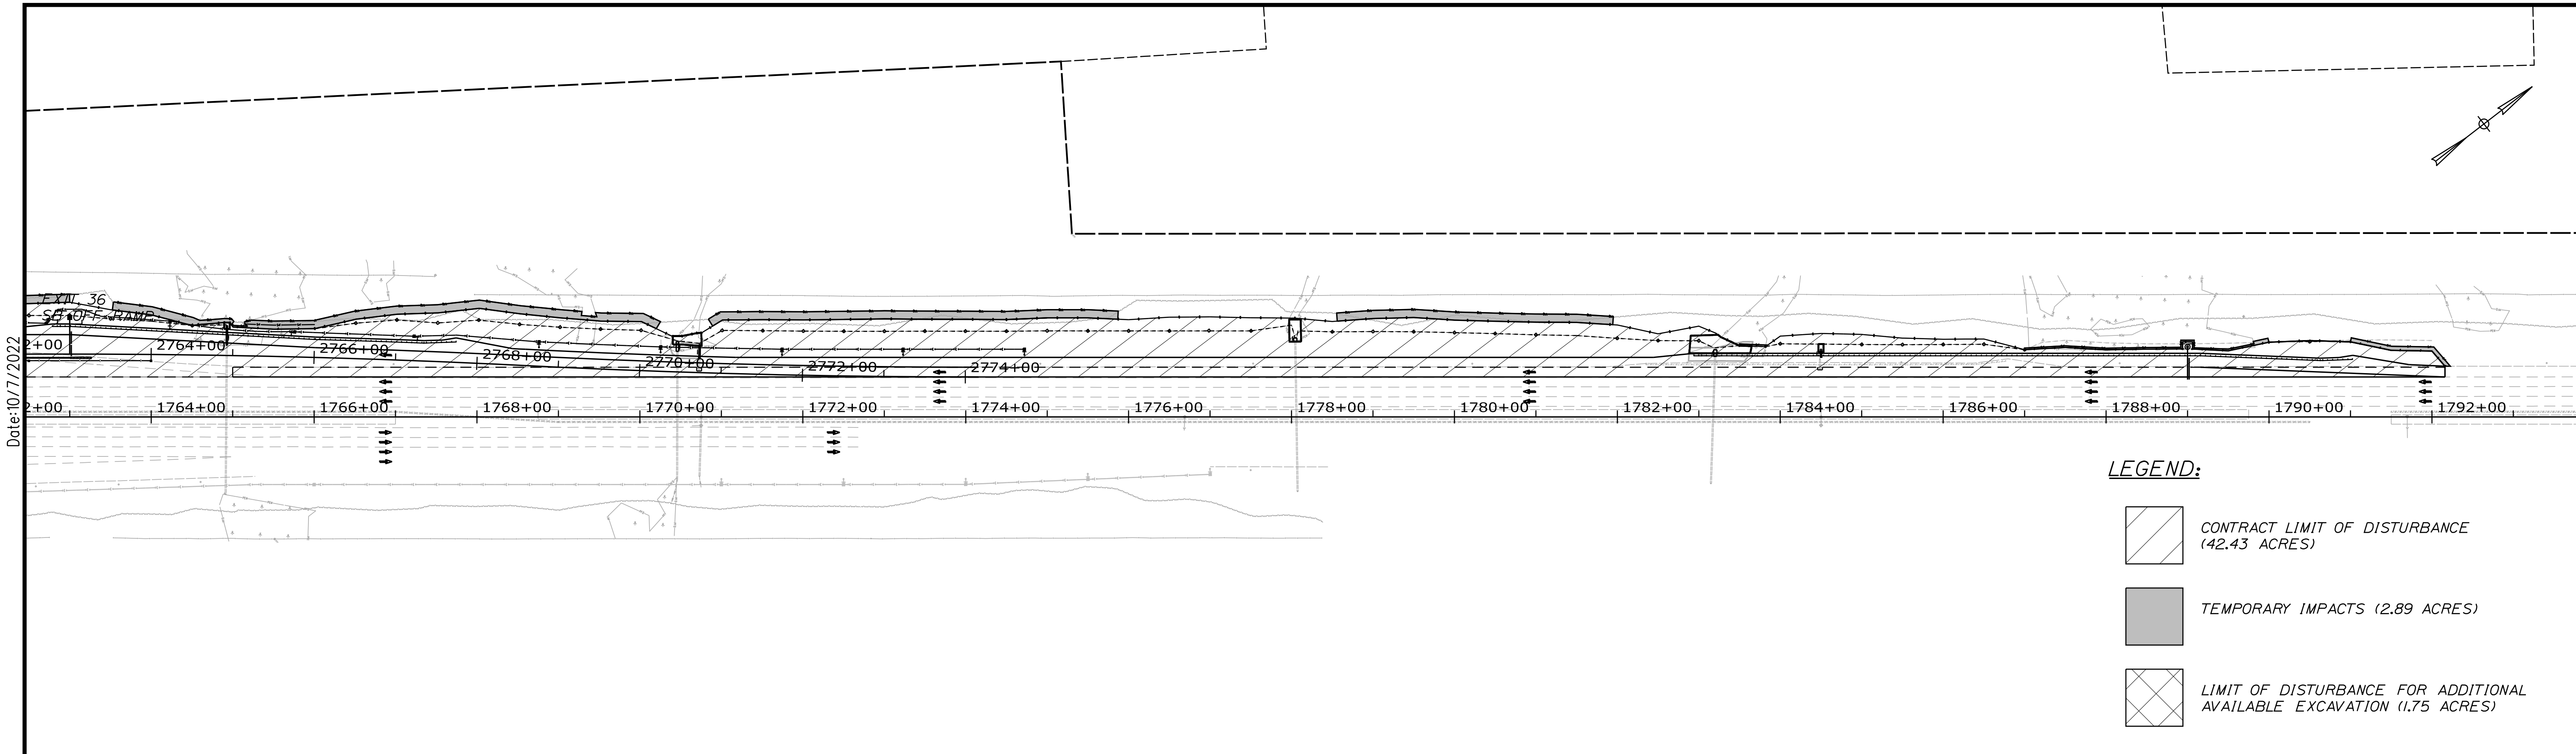 EXIT 36
SB OFF-RAMP
2+00
2764+00
2766+00
2768+00
2770+00
2772+00
2774+00
2+00
1764+00
1766+00
1768+00
1770+00
1772+00
1774+00
1776+00
1778+00
1780+00
1782+00
1784+00
1786+00
1788+00
1790+00
1792+00
Date:10/7/2022
LEGEND:
CONTRACT LIMIT OF DISTURBANCE
(42.43 ACRES)
TEMPORARY IMPACTS (2.89 ACRES)
LIMIT OF DISTURBANCE FOR ADDITIONAL
AVAILABLE EXCAVATION (1.75 ACRES)